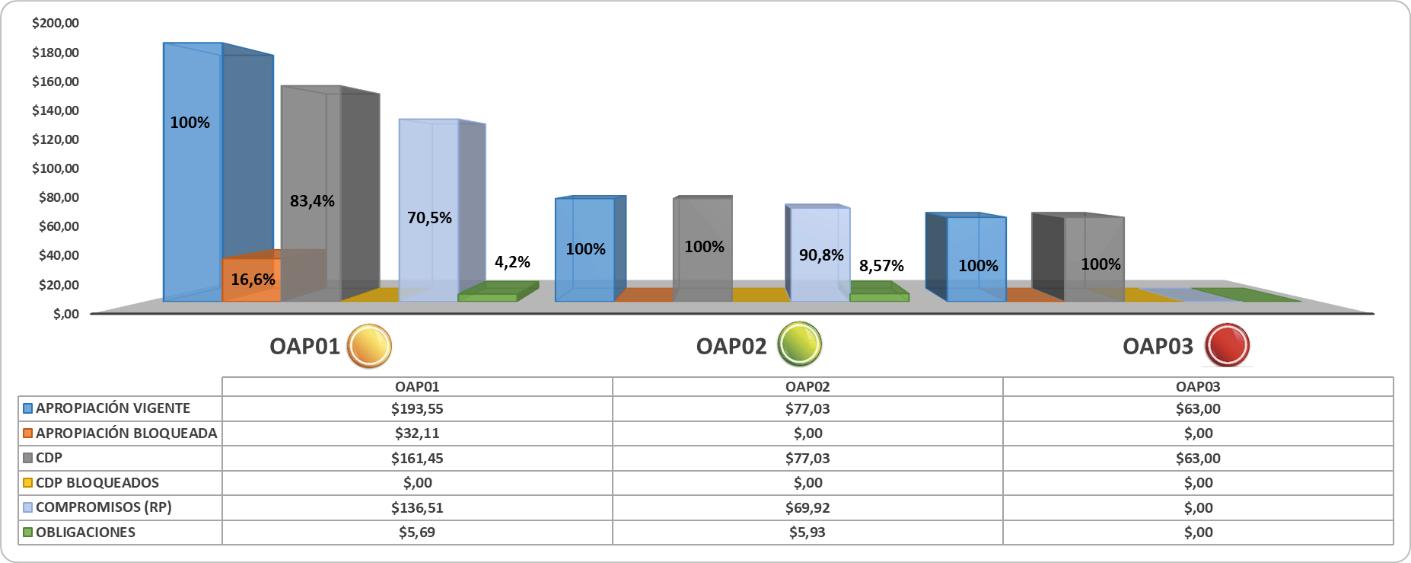 $200,00
$180,00
$160,00
$140,00
$120,00
$100,00
$80,00
$60,00
$40,00
$20,00
$,00
100%
16,6%
83,4%
70,5%
4,2%
100%
100%
90,8%
8,57%
100%
100%
OAP01
OAP02
OAP03
OAP01 OAP02 OAP03
APROPIACIÓN VIGENTE $193,55 $77,03 $63,00
APROPIACIÓN BLOQUEADA $32,11 $,00 $,00
CDP $161,45 $77,03 $63,00
CDP BLOQUEADOS $,00 $,00 $,00
COMPROMISOS (RP) $136,51 $69,92 $,00
OBLIGACIONES $5,69 $5,93 $,00